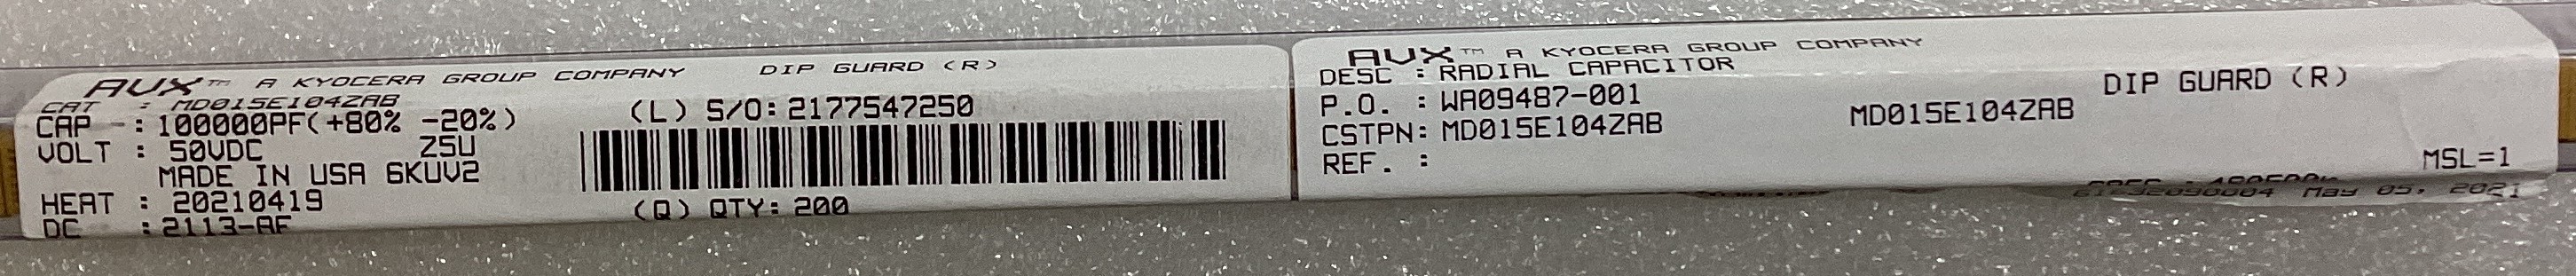 AVX™ A KYOCERA GROUP COMPANY DIP GUARD (R)
CAT : MD015E104ZAB
CAP : 100000PF(+80% -20%)
VOLT : 50VDC Z5U
MADE IN USA 6KUV2
HEAT : 20210419
DC : 2113-AF
(L) S/O: 2177547250
(Q) QTY: 200
AVX™ A KYOCERA GROUP COMPANY
DESC : RADIAL CAPACITOR
P.O. : WA09487-001
CSTPN: MD015E104ZAB
REF. :
MD015E104ZAB
DIP GUARD (R)
MSL=1
May 05, 2021